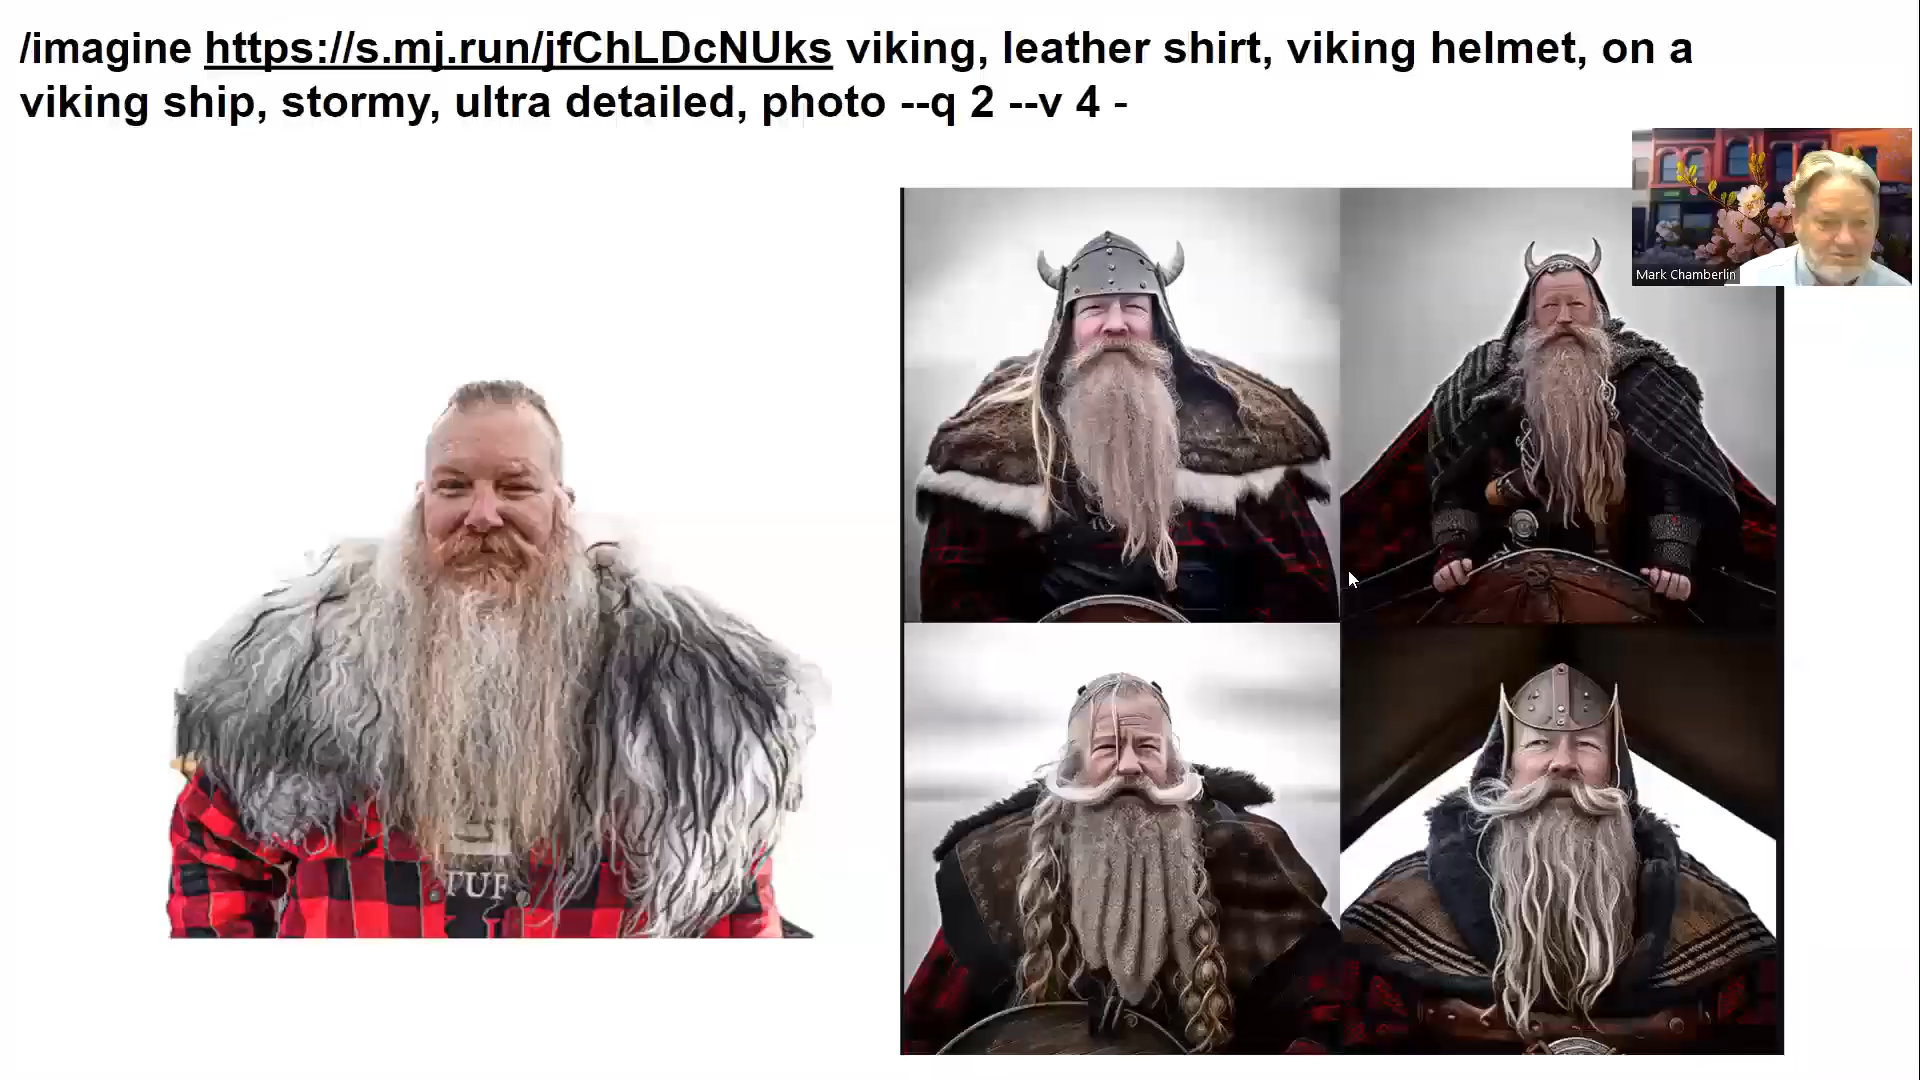 /imagine https://s.mj.run/jfChLDcNUks viking, leather shirt, viking helmet, on a
viking ship, stormy, ultra detailed, photo --q 2 --v 4 -
Mark Chamberlin
TUF